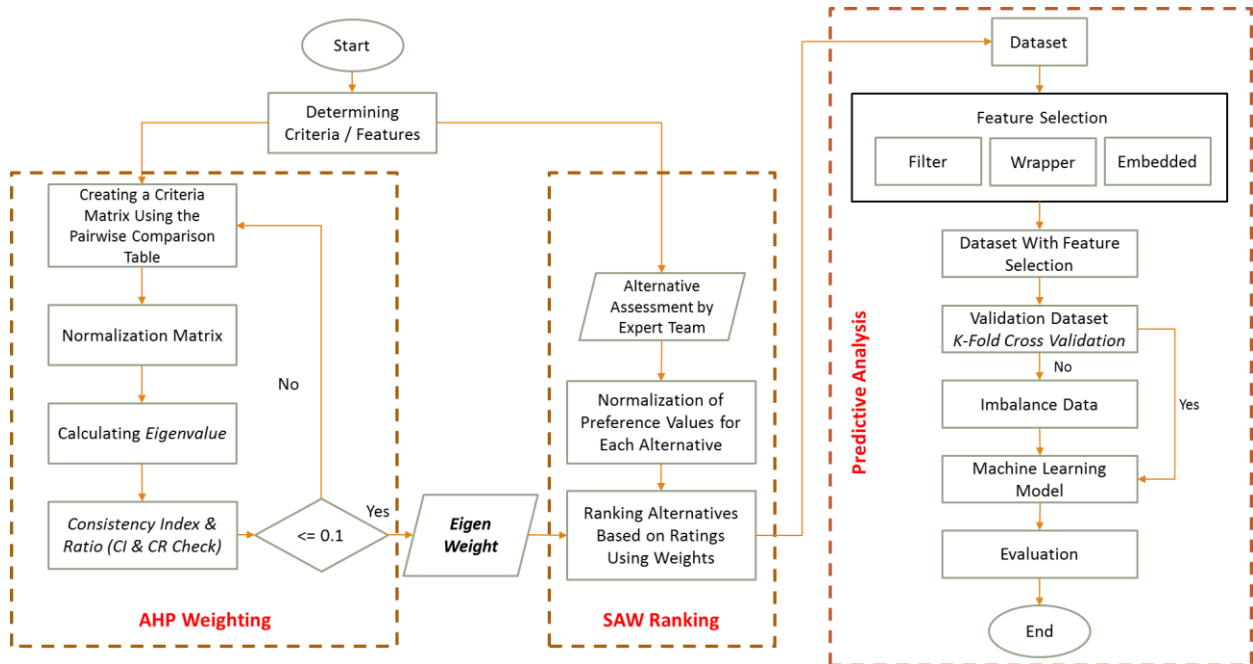 Start
Determining
Criteria / Features
Creating a Criteria
Matrix Using the
Pairwise Comparison
Table
Normalization Matrix
Calculating Eigenvalue
Consistency Index &
Ratio (CI & CR Check)
<= 0.1
No
Yes
AHP Weighting
Eigen
Weight
Alternative
Assessment by
Expert Team
Normalization of
Preference Values for
Each Alternative
Ranking Alternatives
Based on Ratings
Using Weights
SAW Ranking
Predictive Analysis
Dataset
Feature Selection
Filter
Wrapper
Embedded
Dataset With Feature
Selection
Validation Dataset
K-Fold Cross Validation
No
Yes
Imbalance Data
Machine Learning
Model
Evaluation
End